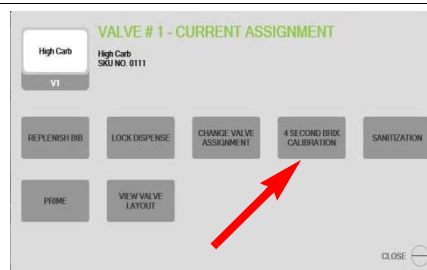 VALVE # 1 - CURRENT ASSIGNMENT
High Carb
V1
High Carb
SKU NO. 0111
REPLENISH BIB
LOCK DISPENSE
CHANGE VALVE
ASSIGNMENT
4 SECOND BRIX
CALIBRATION
SANITIZATION
PRIME
VIEW VALVE
LAYOUT
CLOSE